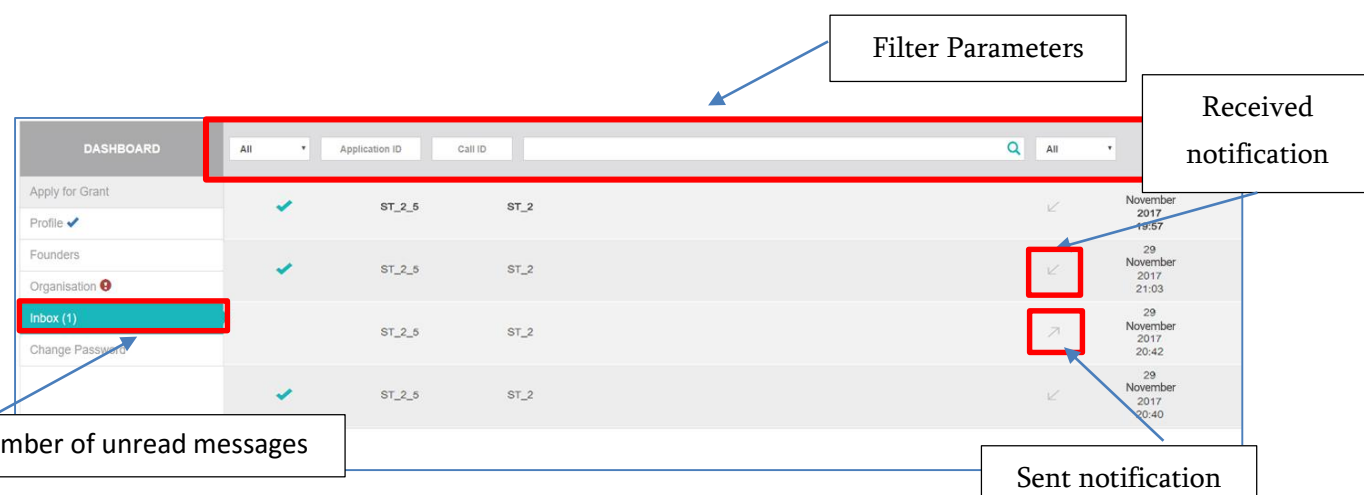 Filter Parameters
Received
notification
DASHBOARD
All
Application ID
Call ID
All
Apply for Grant
Profile
Founders
Organisation
Inbox (1)
Change Password
ST_2_5 ST_2
November
2017
19:57
ST_2_5 ST_2
29
November
2017
21:03
ST_2_5 ST_2
29
November
2017
20:42
ST_2_5 ST_2
29
November
2017
20:40
mber of unread messages
Sent notification